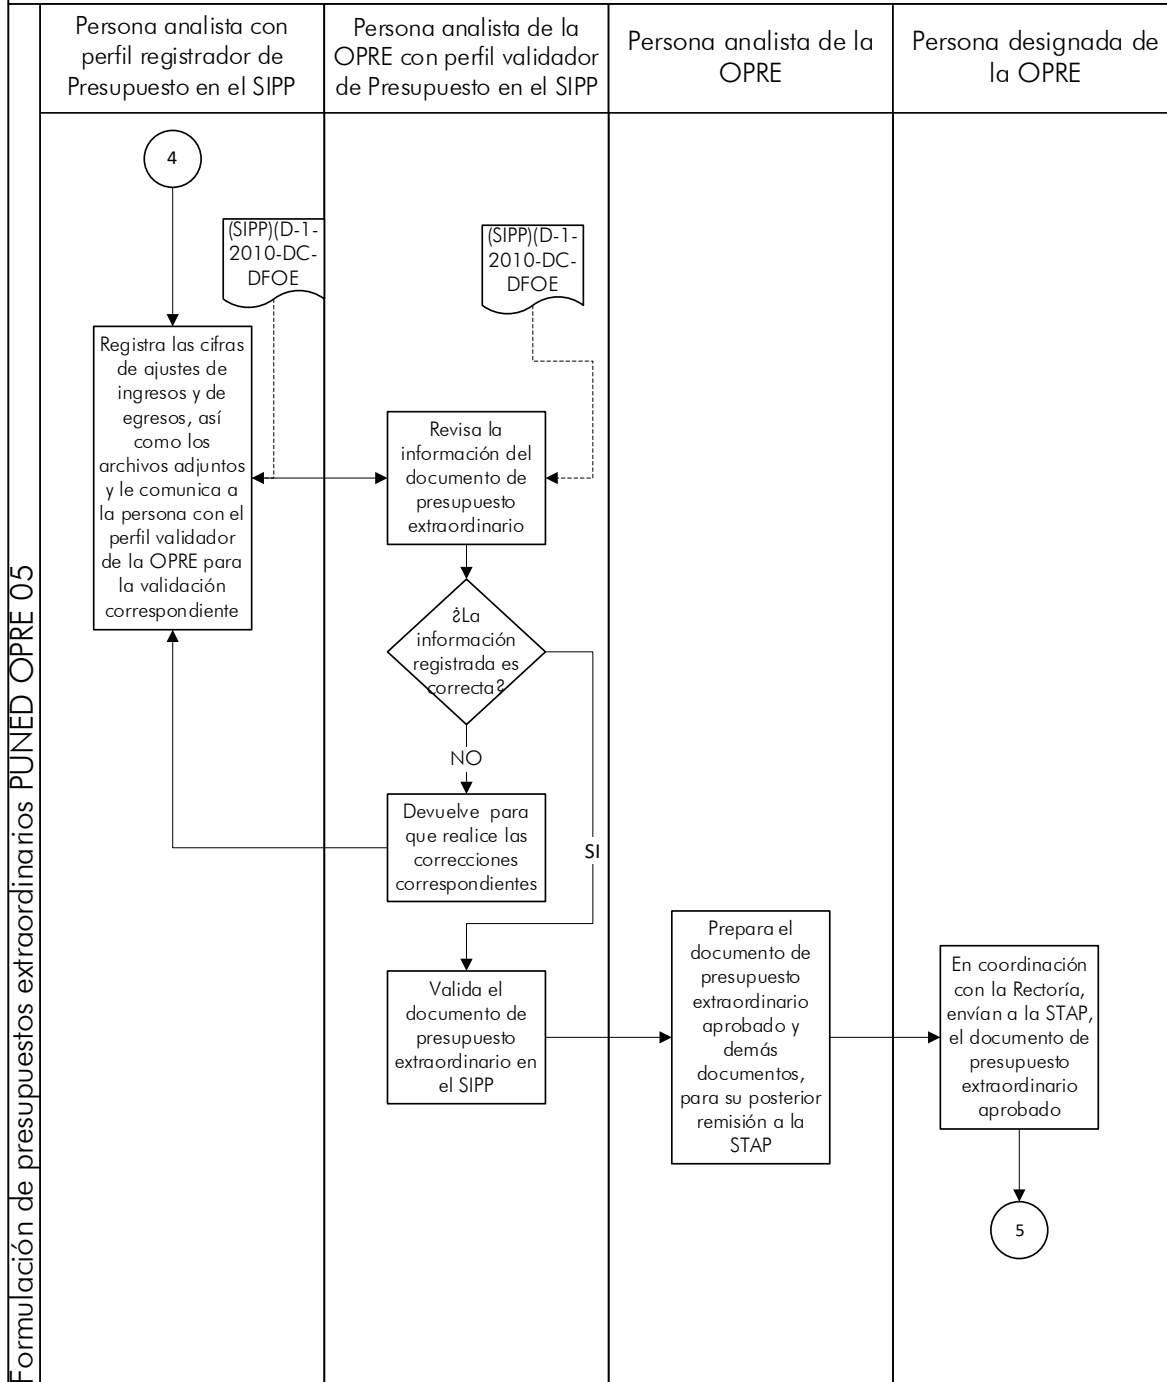 Formulación de presupuestos extraordinarios PUNED OPRE 05
Persona analista con
perfil registrador de
Presupuesto en el SIPP
Persona analista de la
OPRE con perfil validador
de Presupuesto en el SIPP
Persona analista de la
OPRE
Persona designada de
la OPRE
4
(SIPP)(D-1-
2010-DC-
DFOE
(SIPP)(D-1-
2010-DC-
DFOE
Registra las cifras
de ajustes de
ingresos y de
egresos, así
como los
archivos adjuntos
y le comunica a
la persona con el
perfil validador
de la OPRE para
la validación
correspondiente
Revisa la
información del
documento de
presupuesto
extraordinario
¿La
información
registrada es
correcta?
NO
SI
Devuelve para
que realice las
correcciones
correspondientes
Valida el
documento de
presupuesto
extraordinario en
el SIPP
Prepara el
documento de
presupuesto
extraordinario
aprobado y
demás
documentos,
para su posterior
remisión a la
STAP
En coordinación
con la Rectoría,
envían a la STAP,
el documento de
presupuesto
extraordinario
aprobado
5